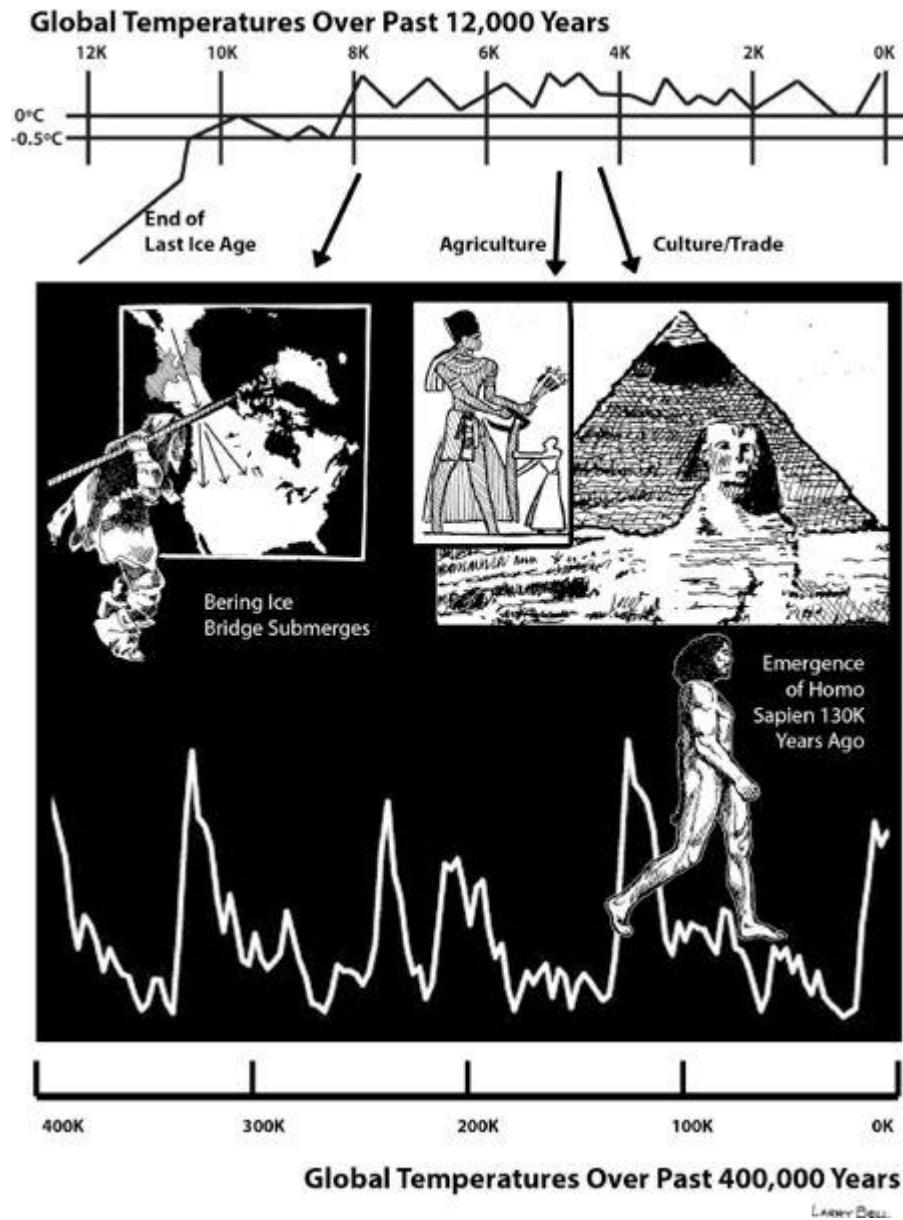 Global Temperatures Over Past 12,000 Years
12K 10K 8K 6K 4K 2K 0K
0°C
-0.5°C
End of
Last Ice Age
Agriculture
Culture/Trade
Bering Ice
Bridge Submerges
Emergence
of Homo
Sapien 130K
Years Ago
400K 300K 200K 100K 0K
Global Temperatures Over Past 400,000 Years
LARRY BELL